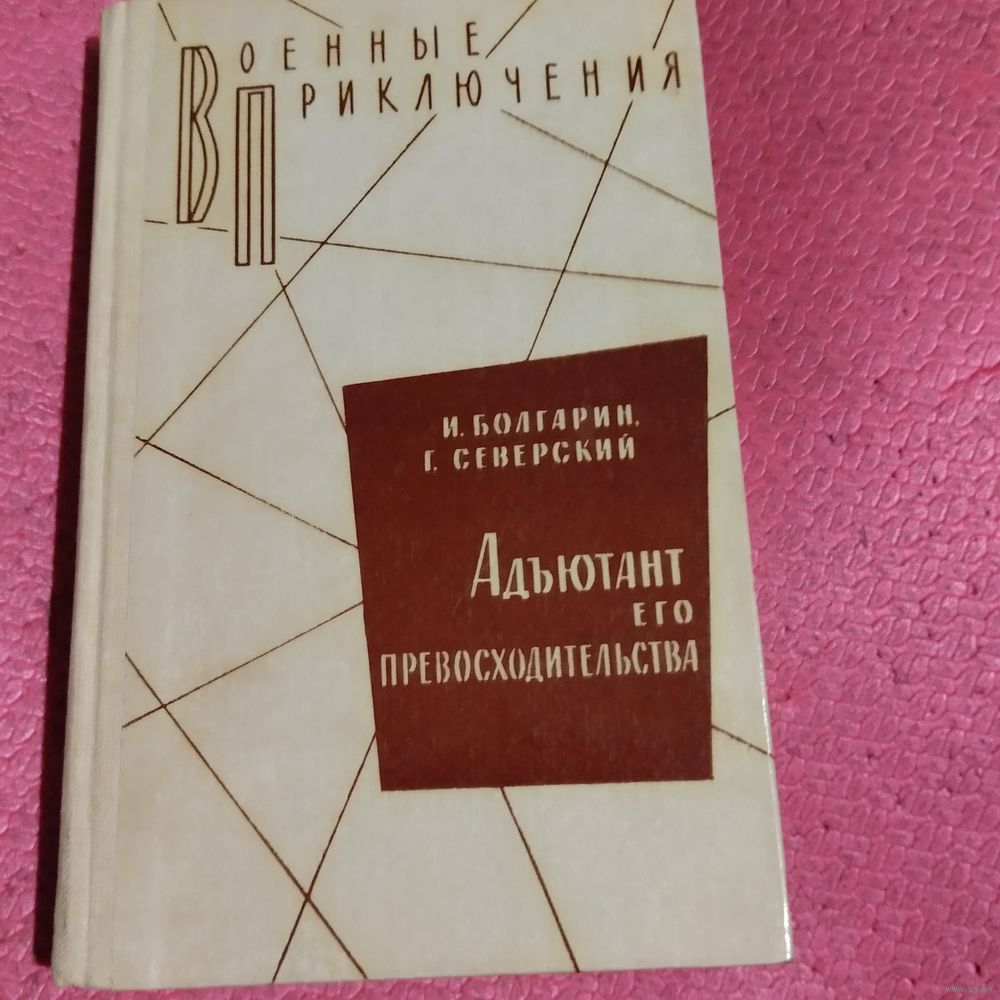 ВОЕННЫЕ
ПРИКЛЮЧЕНИЯ
И. БОЛГАРИН,
Г. СЕВЕРСКИЙ
АДЪЮТАНТ
ЕГО
ПРЕВОСХОДИТЕЛЬСТВА